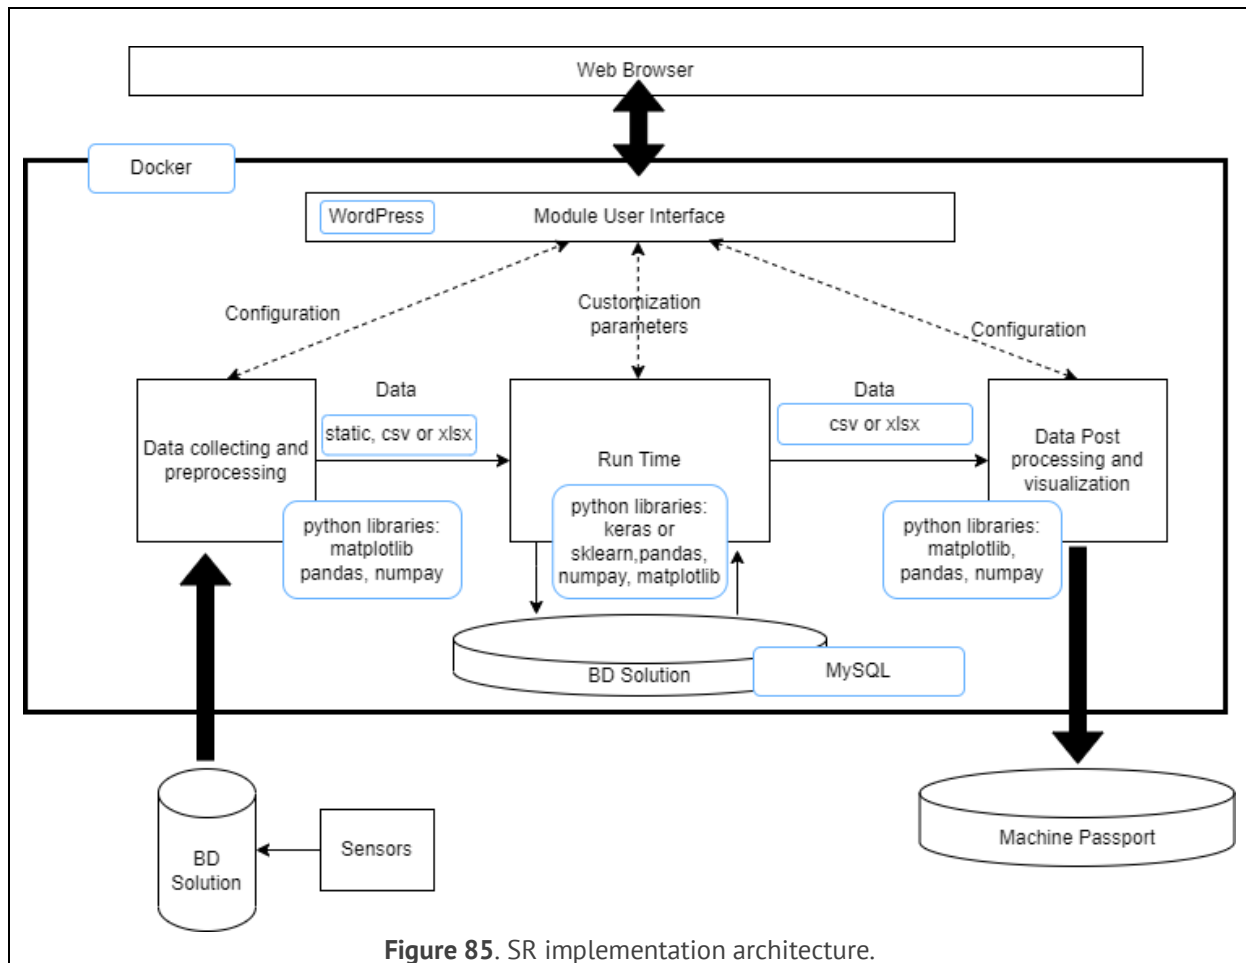 Web Browser
Docker
WordPress
Module User Interface
Configuration
Customization
parameters
Configuration
Data
static, csv or xlsx
Data
csv or xlsx
Data collecting and
preprocessing
Run Time
Data Post
processing and
visualization
python libraries:
matplotlib
pandas, numpay
python libraries:
keras or
sklearn,pandas,
numpay, matplotlib
python libraries:
matplotlib,
pandas, numpay
BD Solution
MySQL
BD
Solution
Sensors
Machine Passport
Figure 85. SR implementation architecture.